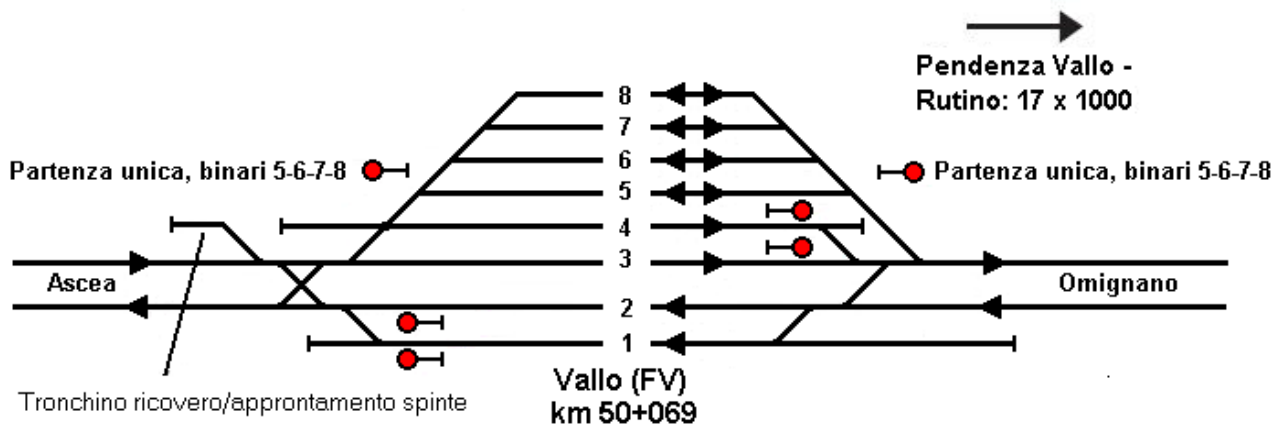 Pendenza Vallo -
Rutino: 17 x 1000
8
7
Partenza unica, binari 5-6-7-8
6
Partenza unica, binari 5-6-7-8
5
4
3
Ascea
Omignano
2
1
Vallo (FV)
km 50+069
Tronchino ricovero/approntamento spinte